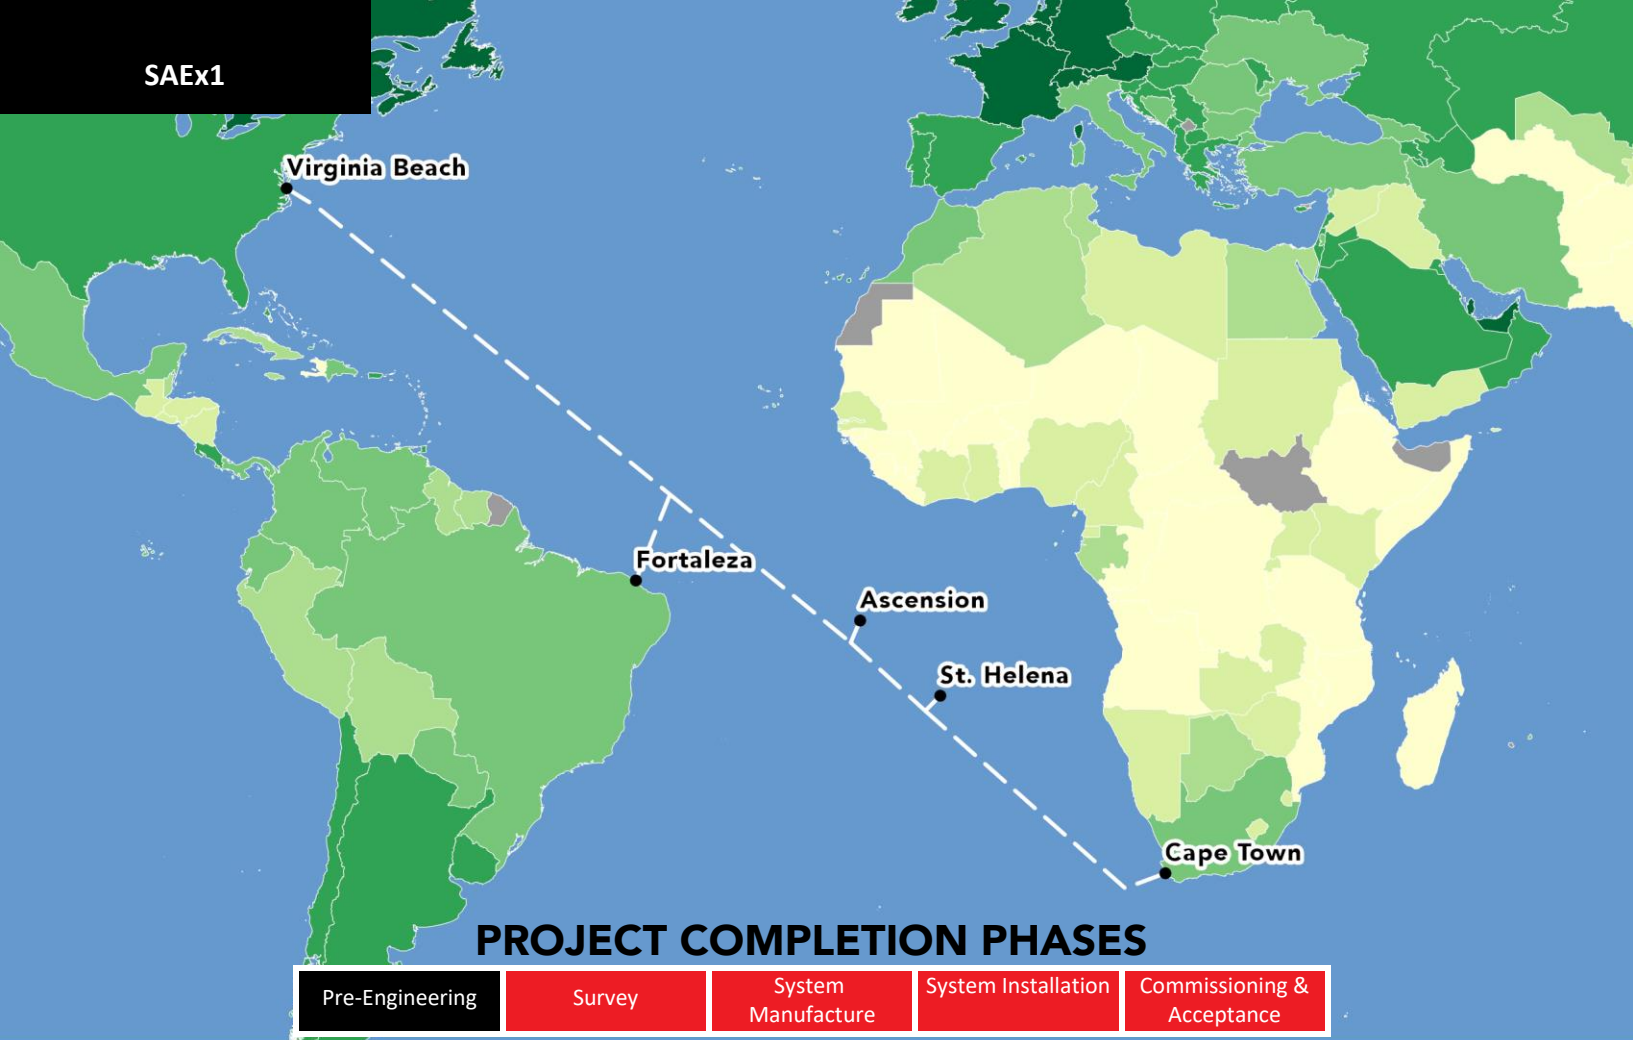 SAEx1
Virginia Beach
Fortaleza
Ascension
St. Helena
Cape Town
PROJECT COMPLETION PHASES
Pre-Engineering
Survey
System
Manufacture
System Installation
Commissioning &
Acceptance